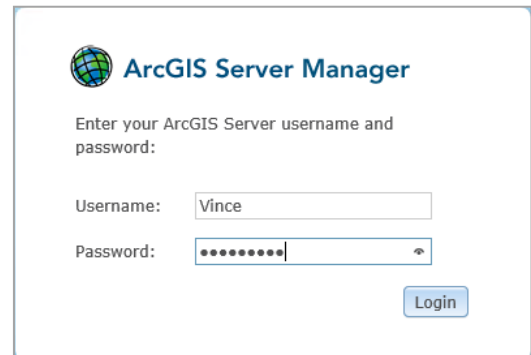 ArcGIS Server Manager
Enter your ArcGIS Server username and
password:
Username: Vince
Password: •••••••••
Login